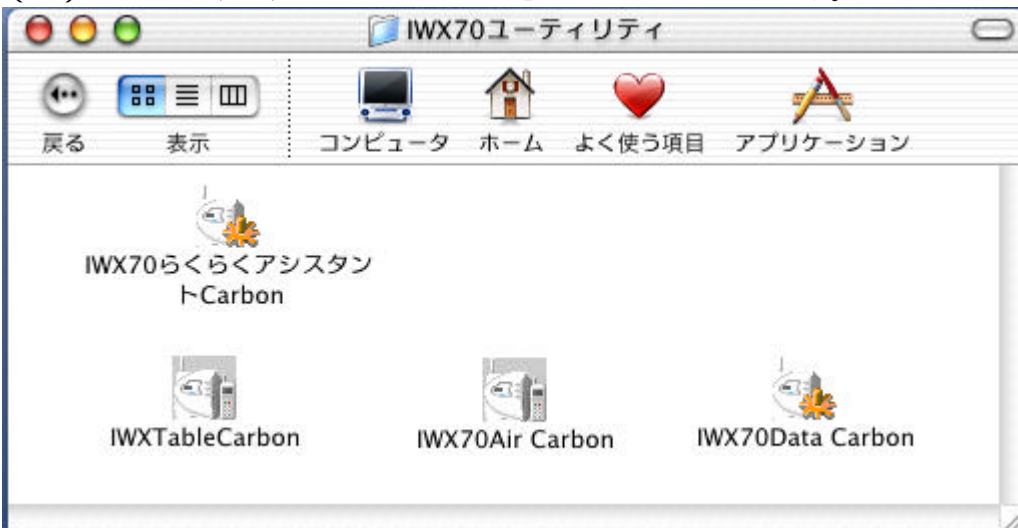 IWX70ユーティリティ
戻る 表示 コンピュータ ホーム よく使う項目 アプリケーション
IWX70らくらくアシスタン
トCarbon
IWXTableCarbon IWX70Air Carbon IWX70Data Carbon